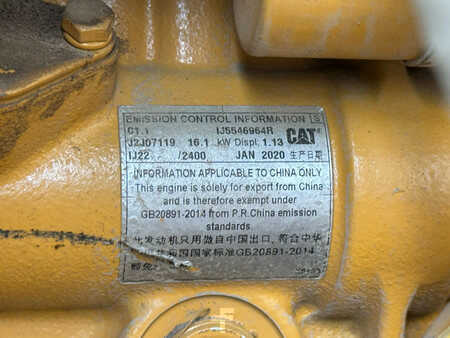 EMISSION CONTROL INFORMATION
C1.1 IJ5546964R
J2J07119 16.1 kW Displ: 1.13 CAT
IJ22 /2400 JAN 2020 生产日期
INFORMATION APPLICABLE TO CHINA ONLY
This engine is solely for export from China
and is therefore exempt under
GB20891-2014 from P.R.China emission
standards
此发动机只用做自中国出口,符合中华
国国家标准GB20891-2014